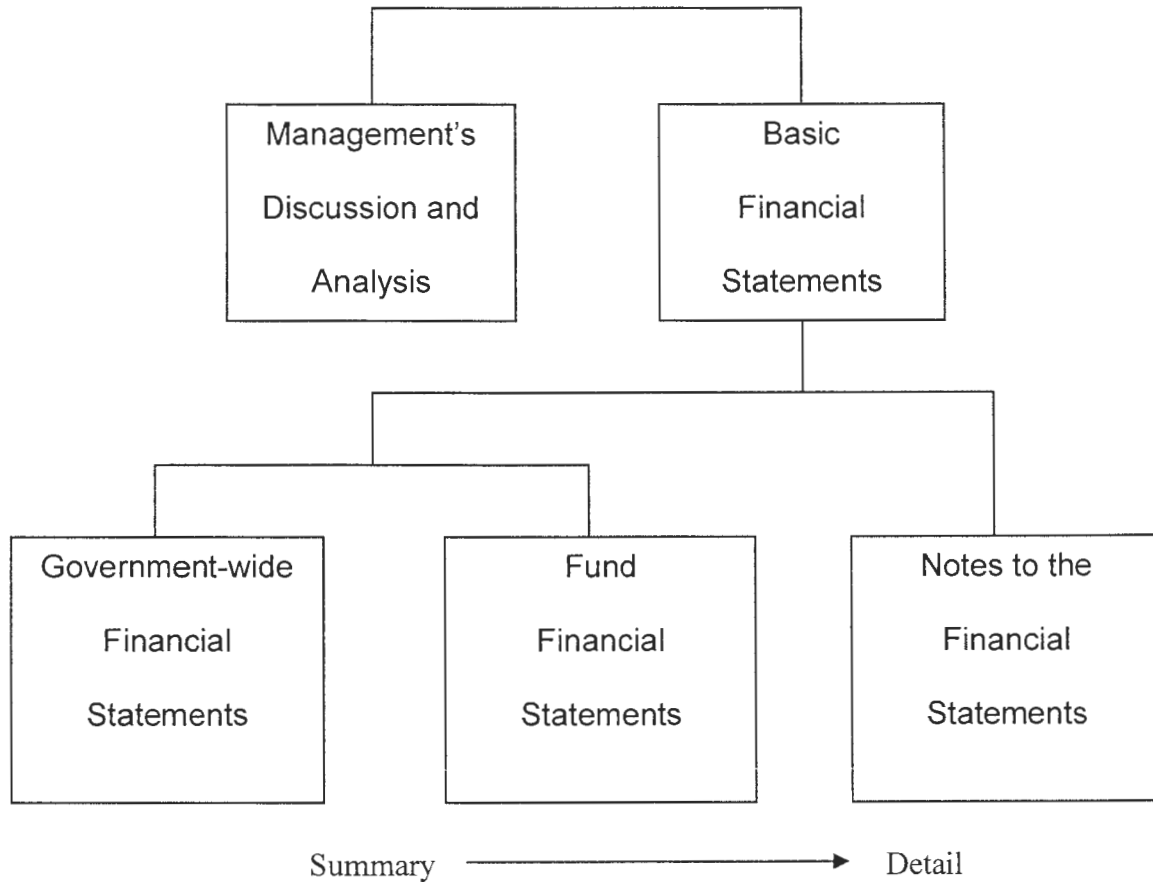 Management's
Discussion and
Analysis
Basic
Financial
Statements
Government-wide
Financial
Statements
Fund
Financial
Statements
Notes to the
Financial
Statements
Summary
Detail